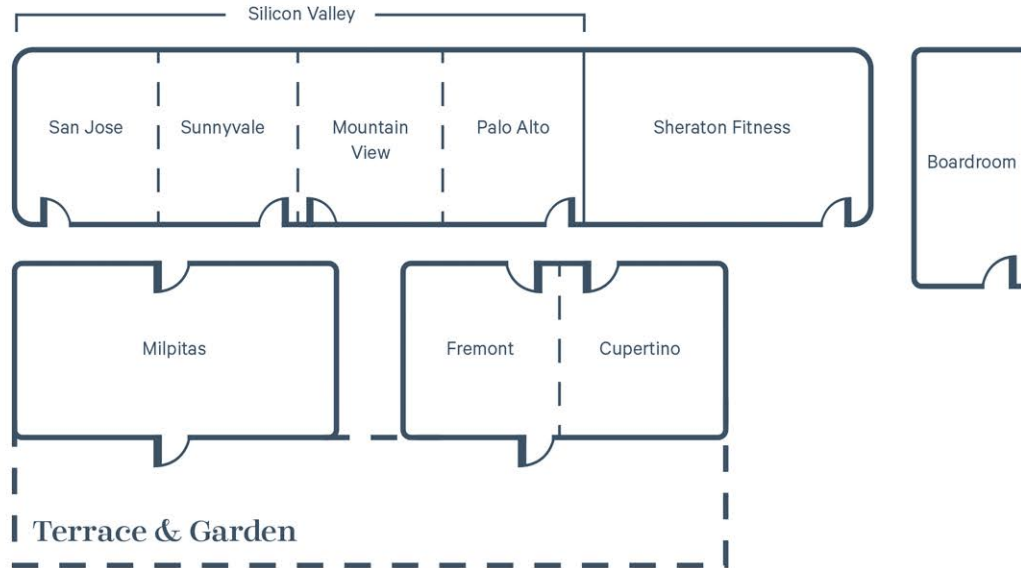 Silicon Valley
San Jose
Sunnyvale
Mountain
View
Palo Alto
Sheraton Fitness
Boardroom
Milpitas
Fremont
Cupertino
Terrace & Garden